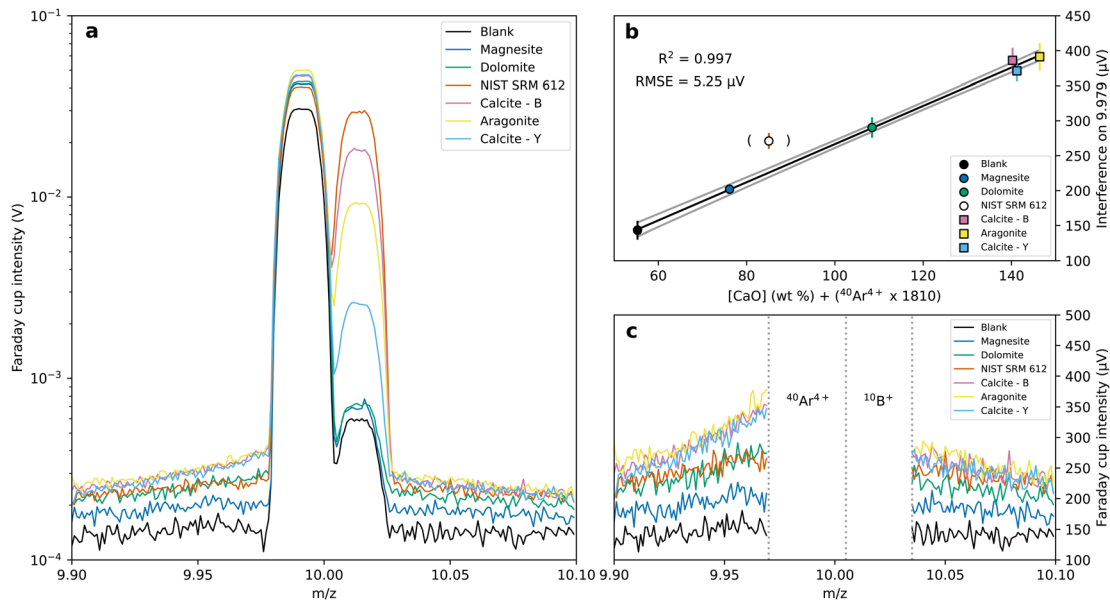 a
Blank
Magnesite
Dolomite
NIST SRM 612
Calcite - B
Aragonite
Calcite - Y
10⁻¹
10⁻²
10⁻³
10⁻⁴
Faraday cup intensity (V)
9.90
9.95
10.00
10.05
10.10
m/z
b
R² = 0.997
RMSE = 5.25 µV
( )
Blank
Magnesite
Dolomite
NIST SRM 612
Calcite - B
Aragonite
Calcite - Y
450
400
350
300
250
200
150
100
Interference on 9.979 (µV)
60
80
100
120
140
[CaO] (wt %) + (⁴⁰Ar⁴⁺ x 1810)
c
Blank
Magnesite
Dolomite
NIST SRM 612
Calcite - B
Aragonite
Calcite - Y
⁴⁰Ar⁴⁺
¹⁰B⁺
500
450
400
350
300
250
200
150
100
Faraday cup intensity (µV)
9.90
9.95
10.00
10.05
10.10
m/z